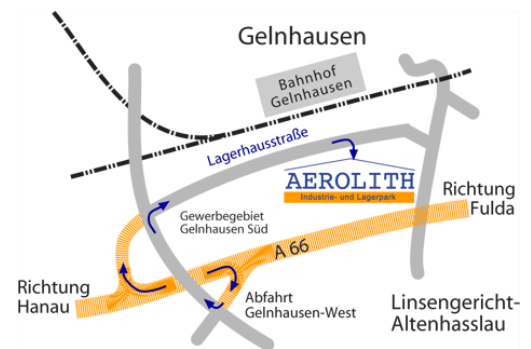 Gelnhausen
Bahnhof
Gelnhausen
Lagerhausstraße
AEROLITH
Industrie- und Lagerpark
Richtung
Fulda
Gewerbegebiet
Gelnhausen Süd
A 66
Richtung
Hanau
Abfahrt
Gelnhausen-West
Linsengericht-
Altenhasslau